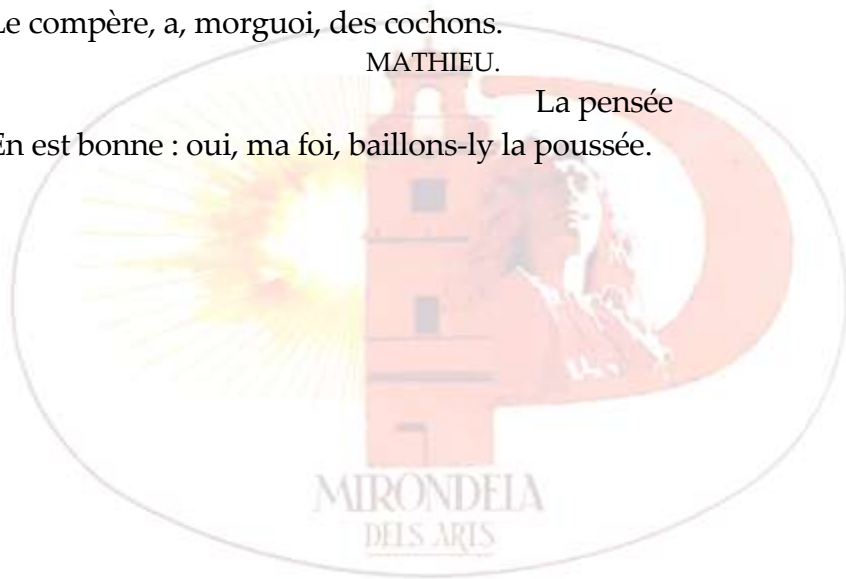 Le compère, a, morguoi, des cochons.
MATHIEU.
La pensée
En est bonne : oui, ma foi, baillons-ly la poussée.
MIRONDELA
DELS ARTS